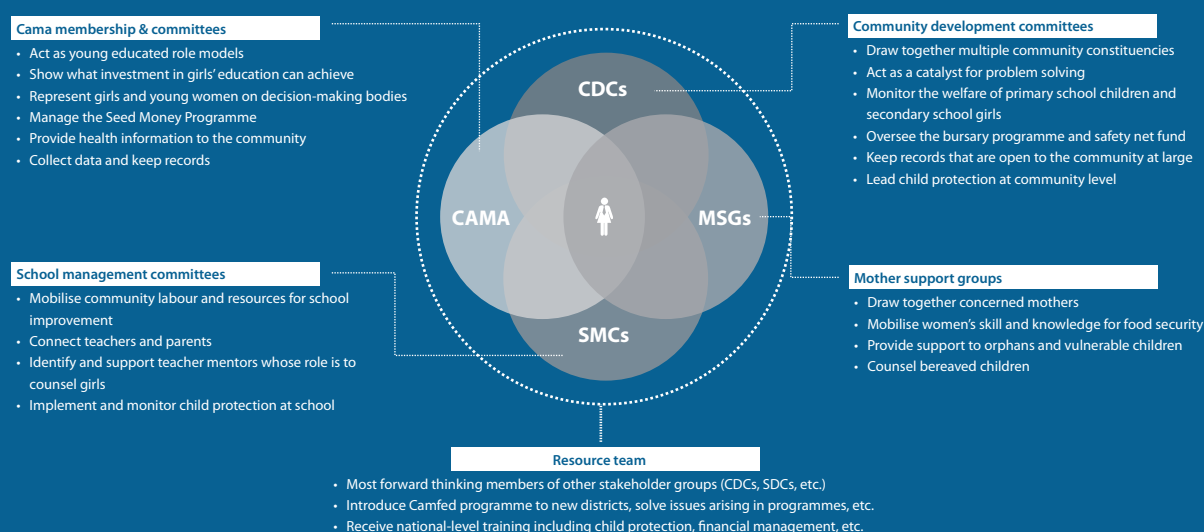 Cama membership & committees
• Act as young educated role models
• Show what investment in girls' education can achieve
• Represent girls and young women on decision-making bodies
• Manage the Seed Money Programme
• Provide health information to the community
• Collect data and keep records
Community development committees
• Draw together multiple community constituencies
• Act as a catalyst for problem solving
• Monitor the welfare of primary school children and
secondary school girls
• Oversee the bursary programme and safety net fund
• Keep records that are open to the community at large
• Lead child protection at community level
CDCs
CAMA
MSGs
SMCs
School management committees
• Mobilise community labour and resources for school
improvement
• Connect teachers and parents
• Identify and support teacher mentors whose role is to
counsel girls
• Implement and monitor child protection at school
Mother support groups
• Draw together concerned mothers
• Mobilise women's skill and knowledge for food security
• Provide support to orphans and vulnerable children
• Counsel bereaved children
Resource team
• Most forward thinking members of other stakeholder groups (CDCs, SDCs, etc.)
• Introduce Camfed programme to new districts, solve issues arising in programmes, etc.
• Receive national-level training including child protection, financial management, etc.